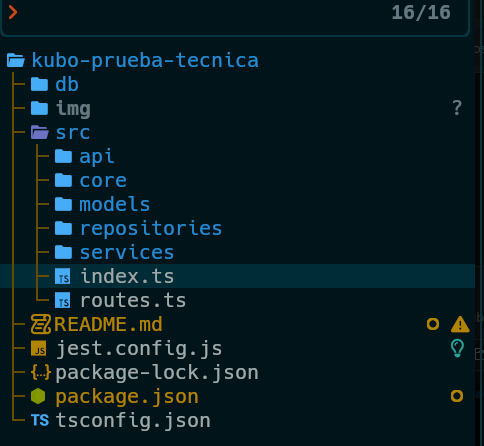 > 16/16
kubo-prueba-tecnica
db
img ?
src
api
core
models
repositories
services
TS index.ts
TS routes.ts
README.md
JS jest.config.js
{..} package-lock.json
package.json
TS tsconfig.json